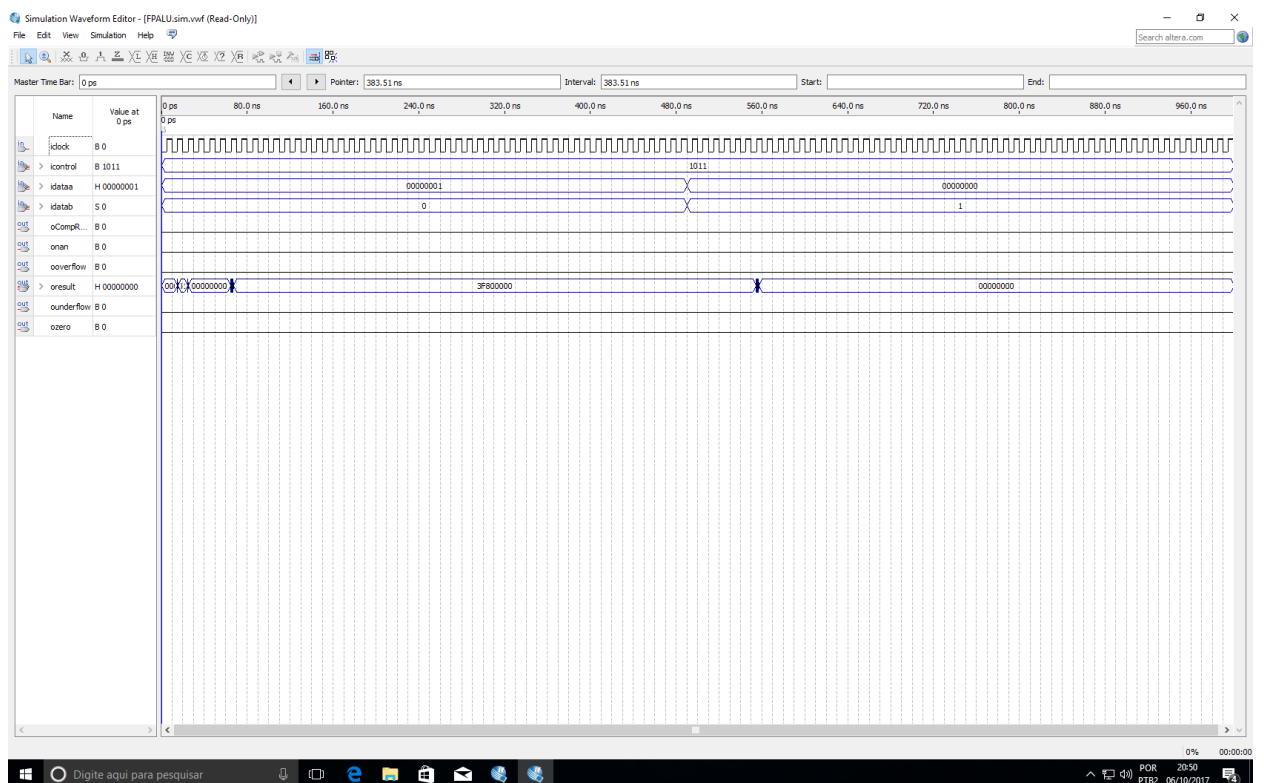 Simulation Waveform Editor - [FPALU.sim.vwf (Read-Only)]
File Edit View Simulation Help
Search altera.com
Master Time Bar: 0 ps Pointer: 383.51 ns Interval: 383.51 ns Start: End:
Name Value at 0 ps
0 ps 80.0 ns 160.0 ns 240.0 ns 320.0 ns 400.0 ns 480.0 ns 560.0 ns 640.0 ns 720.0 ns 800.0 ns 880.0 ns 960.0 ns
0 ps
iclock B 0
icontrol B 1011 1011
idataa H 00000001 00000001 00000000
idatab S 0 0 1
oCompR... B 0
onan B 0
ooverflow B 0
oresult H 00000000 00000000 3F800000 00000000
ounderflow B 0
ozero B 0
0% 00:00:00
Digite aqui para pesquisar
POR 20:50
PTB2 06/10/2017 4